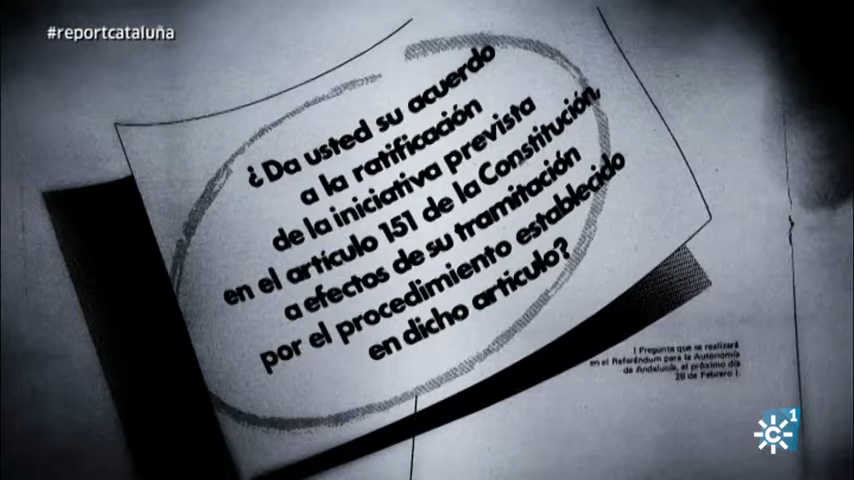 #reportcataluña
¿Da usted su acuerdo
a la ratificación
de la iniciativa prevista
en el artículo 151 de la Constitución,
a efectos de su tramitación
por el procedimiento establecido
en dicho artículo?
( Pregunta que se realizará
en el Referéndum para la Autonomía
de Andalucía, el próximo día
28 de Febrero ).
1